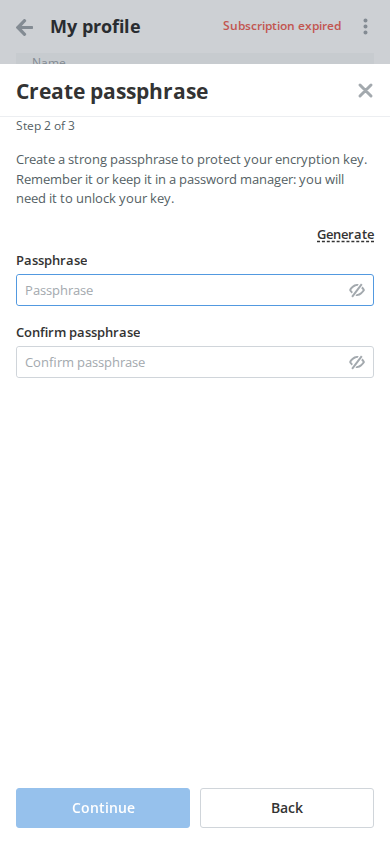 My profile
Subscription expired
Name
Create passphrase
Step 2 of 3
Create a strong passphrase to protect your encryption key.
Remember it or keep it in a password manager: you will
need it to unlock your key.
Generate
Passphrase
Passphrase
Confirm passphrase
Confirm passphrase
Continue
Back